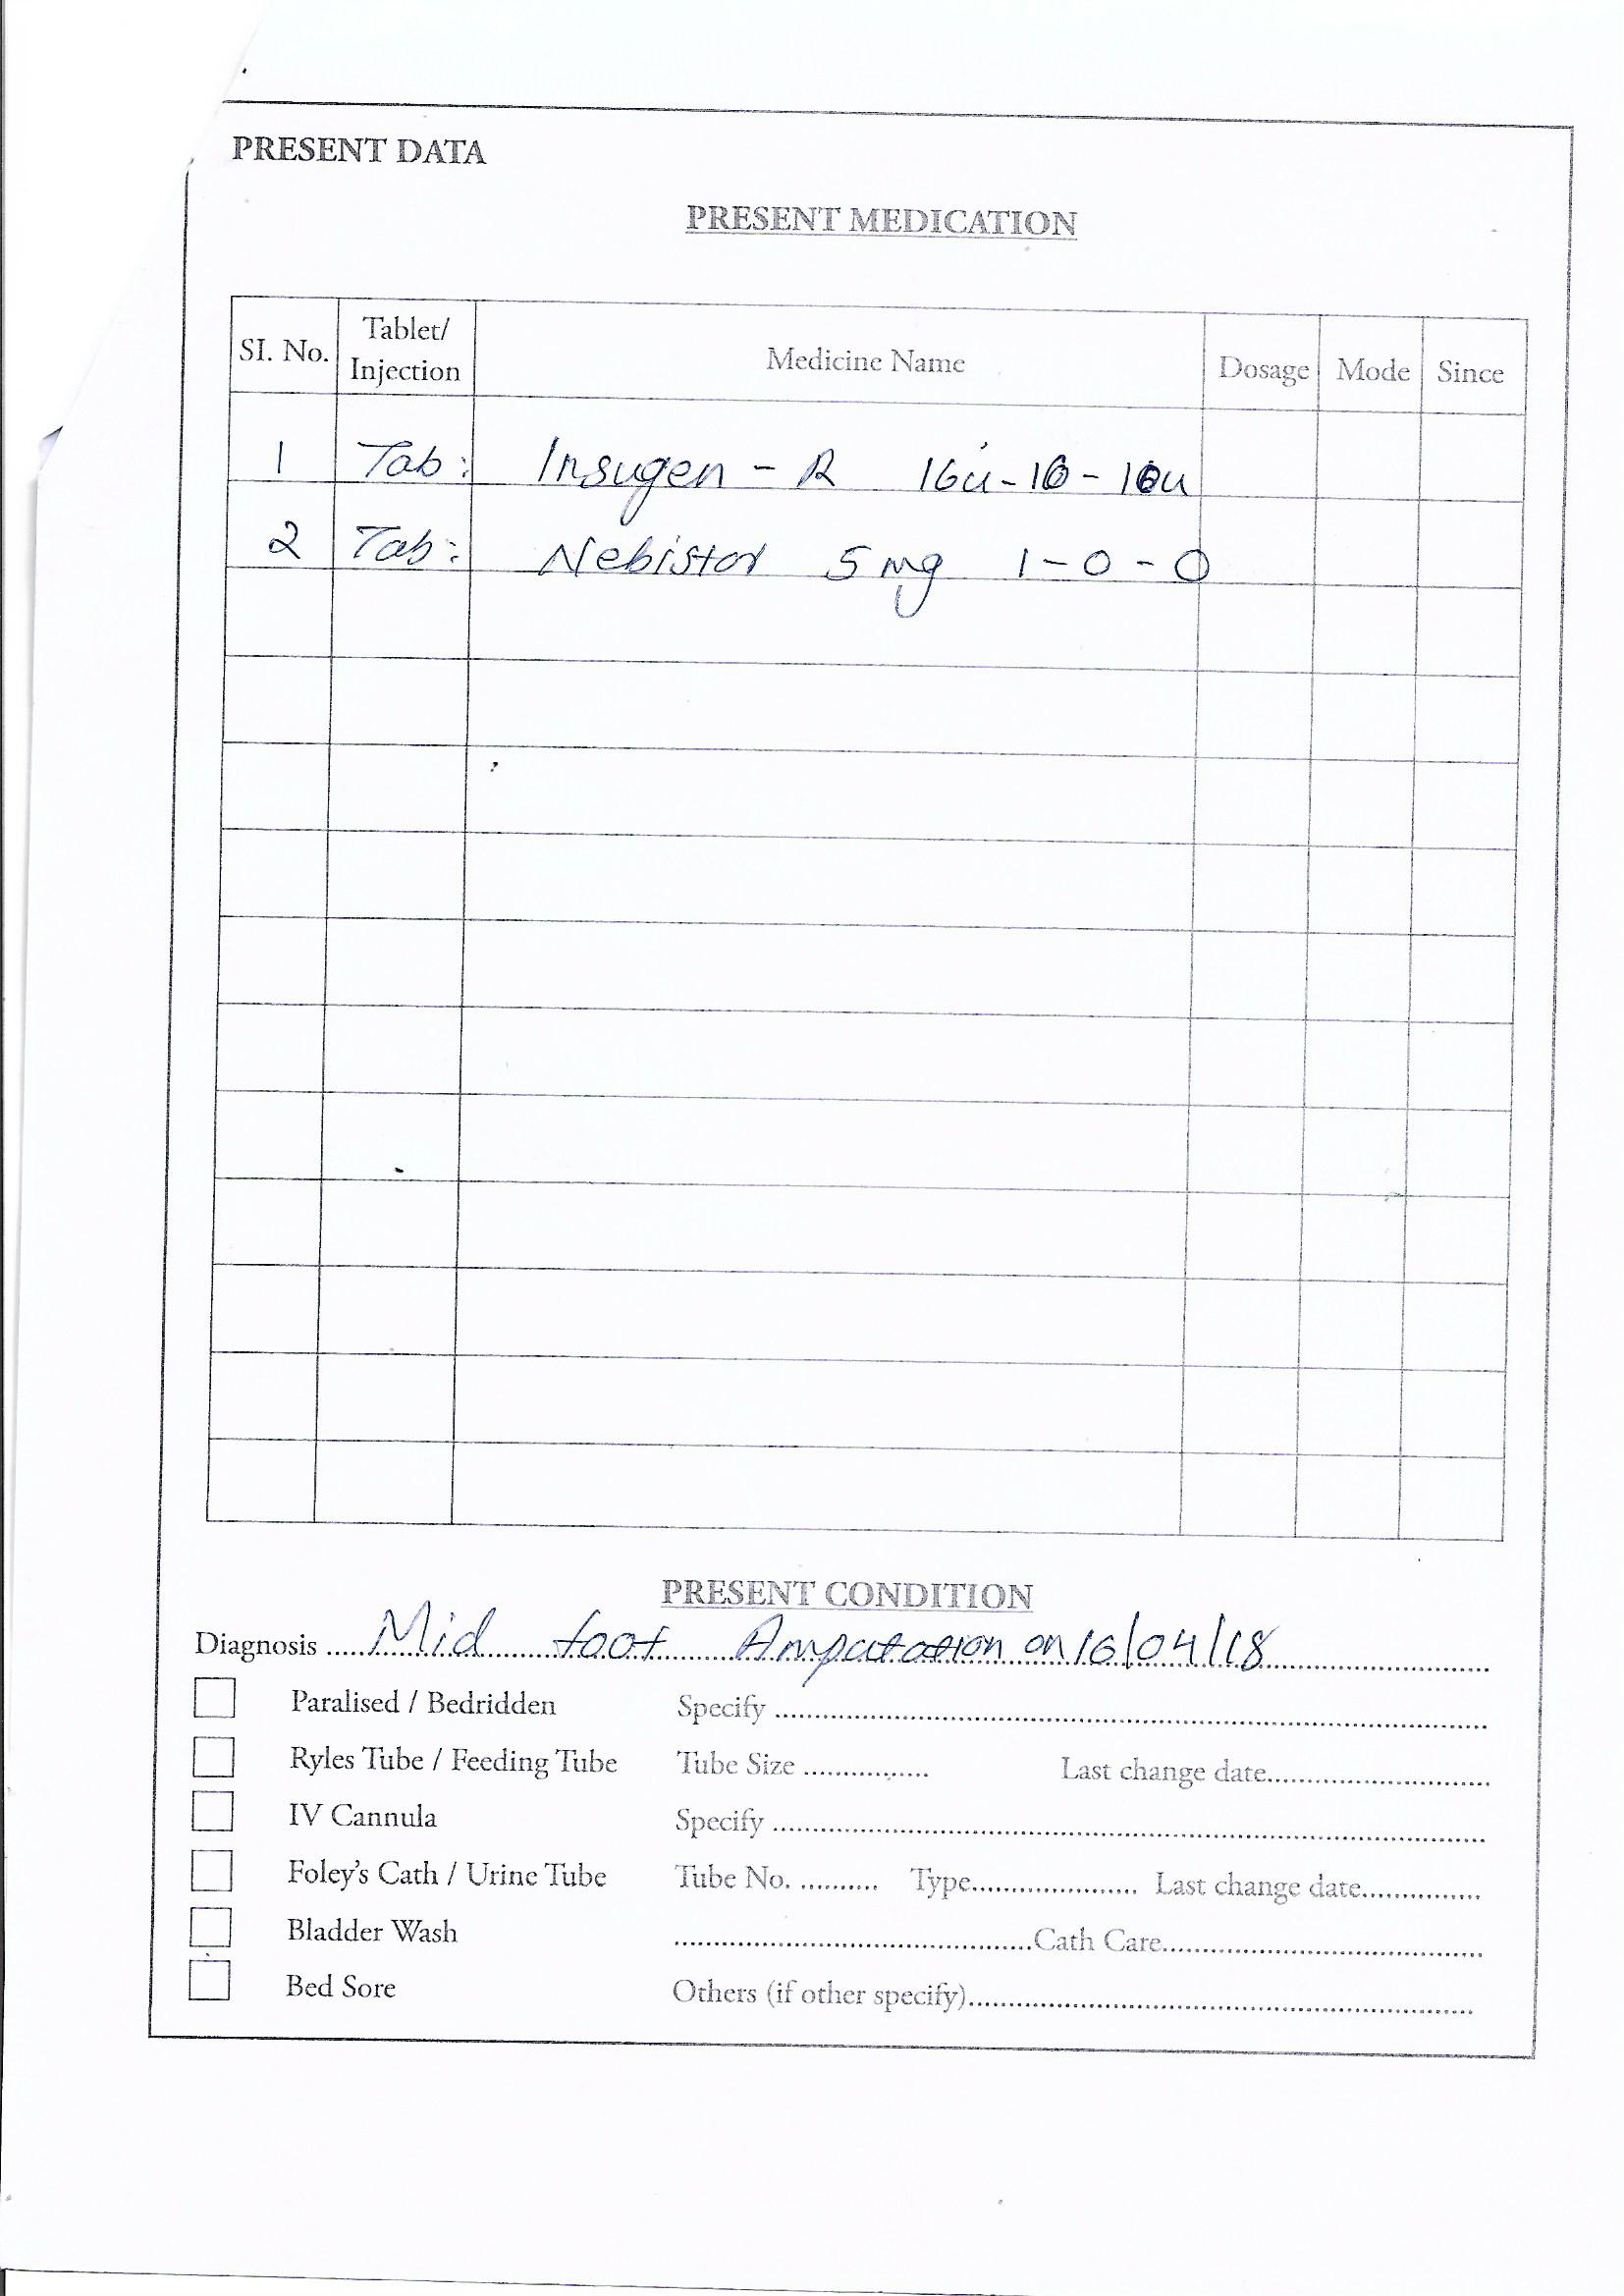 PRESENT DATA
PRESENT MEDICATION
SI. No. Tablet/ Injection Medicine Name Dosage Mode Since
1 Tab: Insugen - R 16u-16 - 16u
2 Tab: Nebistar 5 mg 1-0-0
PRESENT CONDITION
Diagnosis .....Mid foot Amputation on 16/04/18
Paralised / Bedridden Specify
Ryles Tube / Feeding Tube Tube Size Last change date
IV Cannula Specify
Foley's Cath / Urine Tube Tube No. Type Last change date
Bladder Wash Cath Care
Bed Sore Others (if other specify)